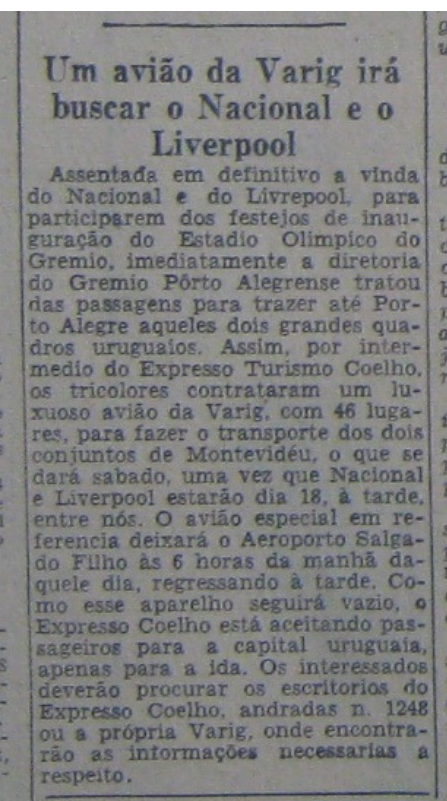 Um avião da Varig irá
buscar o Nacional e o
Liverpool
Assentada em definitivo a vinda
do Nacional e do Livrepool, para
participarem dos festejos de inau-
guração do Estadio Olimpico do
Gremio, imediatamente a diretoria
do Gremio Pôrto Alegrense tratou
das passagens para trazer até Por-
to Alegre aqueles dois grandes qua-
dros uruguaios. Assim, por inter-
medio do Expresso Turismo Coelho,
os tricolores contrataram um lu-
xuoso avião da Varig, com 46 luga-
res, para fazer o transporte dos dois
conjuntos de Montevidéu, o que se
dará sabado, uma vez que Nacional
e Liverpool estarão dia 18, à tarde,
entre nós. O avião especial em re-
ferencia deixará o Aeroporto Salga-
do Filho às 6 horas da manhã da-
quele dia, regressando à tarde. Co-
mo esse aparelho seguirá vazio, o
Expresso Coelho está aceitando pas-
sageiros para a capital uruguaia,
apenas para a ida. Os interessados
deverão procurar os escritorios do
Expresso Coelho, andradas n. 1248
ou a própria Varig, onde encontra-
rão as informações necessarias a
respeito.